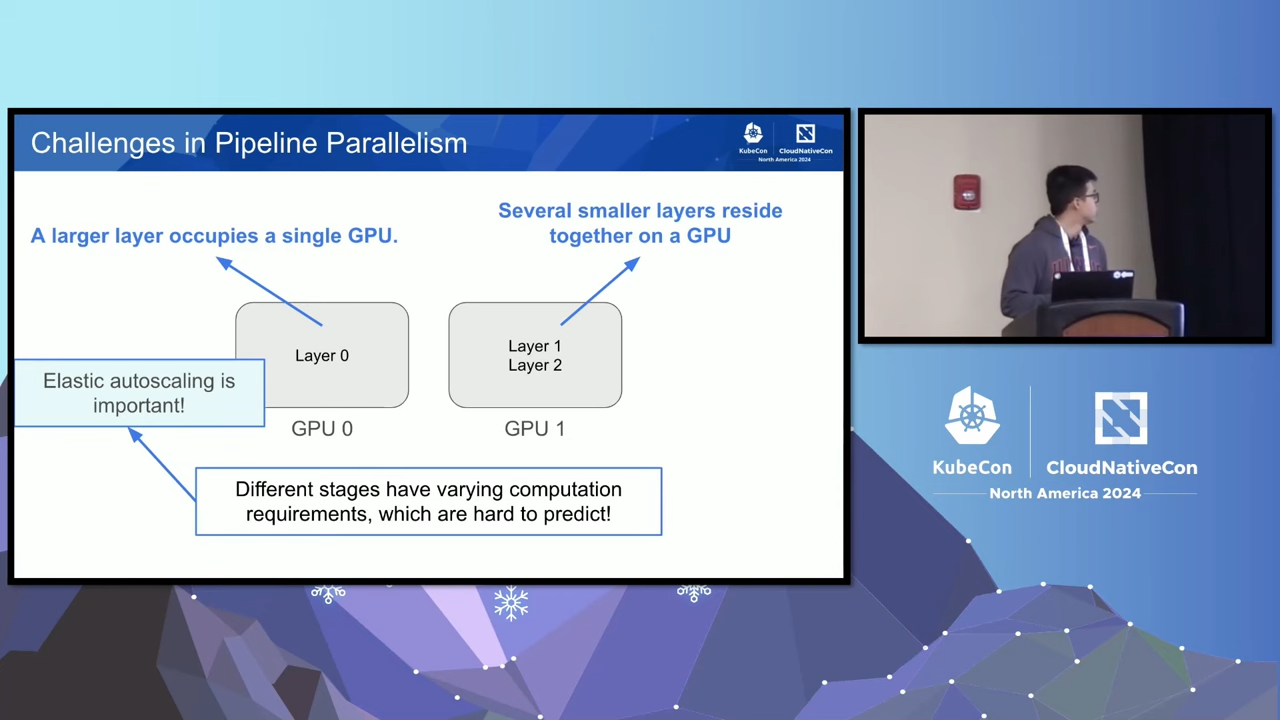 Challenges in Pipeline Parallelism
KubeCon
CloudNativeCon
North America 2024
A larger layer occupies a single GPU.
Several smaller layers reside
together on a GPU
Layer 0
Layer 1
Layer 2
Elastic autoscaling is
important!
GPU 0
GPU 1
Different stages have varying computation
requirements, which are hard to predict!
KubeCon
CloudNativeCon
North America 2024